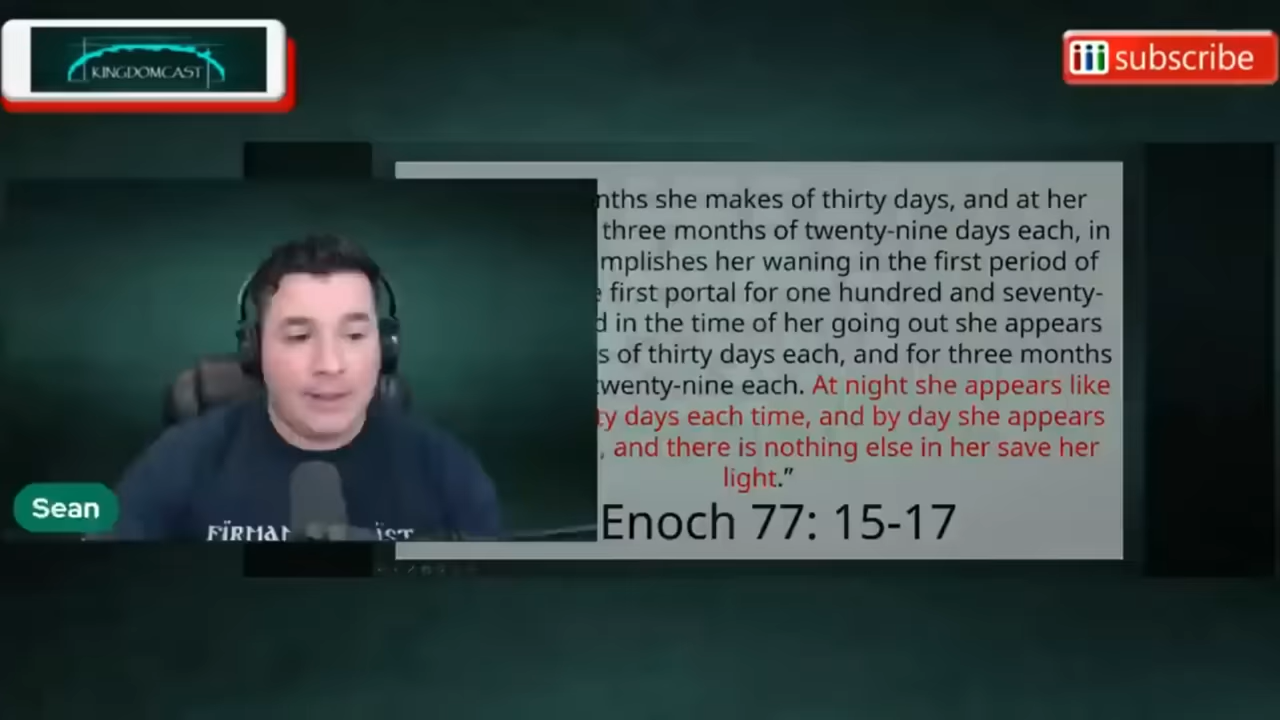 KINGDOMCAST
subscribe
nths she makes of thirty days, and at her
three months of twenty-nine days each, in
mplishes her waning in the first period of
first portal for one hundred and seventy-
d in the time of her going out she appears
s of thirty days each, and for three months
twenty-nine each. At night she appears like
ty days each time, and by day she appears
, and there is nothing else in her save her
light.”
Enoch 77: 15-17
Sean